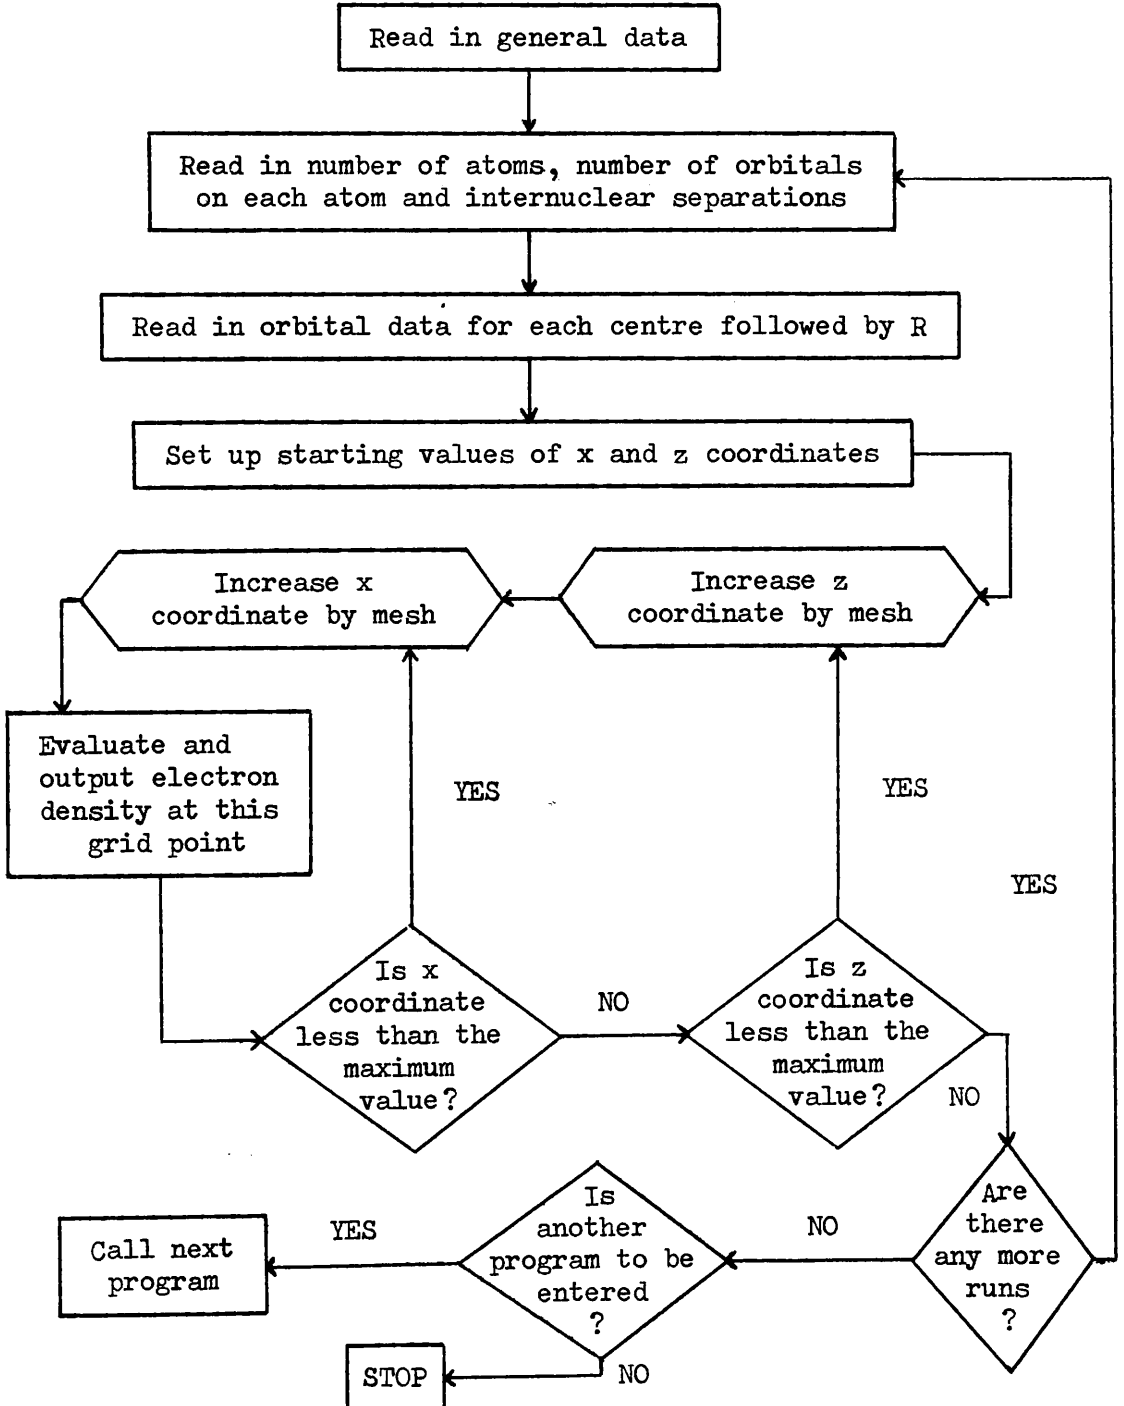 Read in general data
Read in number of atoms, number of orbitals
on each atom and internuclear separations
Read in orbital data for each centre followed by R
Set up starting values of x and z coordinates
Increase x
coordinate by mesh
Increase z
coordinate by mesh
Evaluate and
output electron
density at this
grid point
YES
YES
YES
Is x
coordinate
less than the
maximum
value?
NO
Is z
coordinate
less than the
maximum
value?
NO
Are
there
any more
runs
?
NO
Is
another
program to be
entered
?
YES
Call next
program
NO
STOP